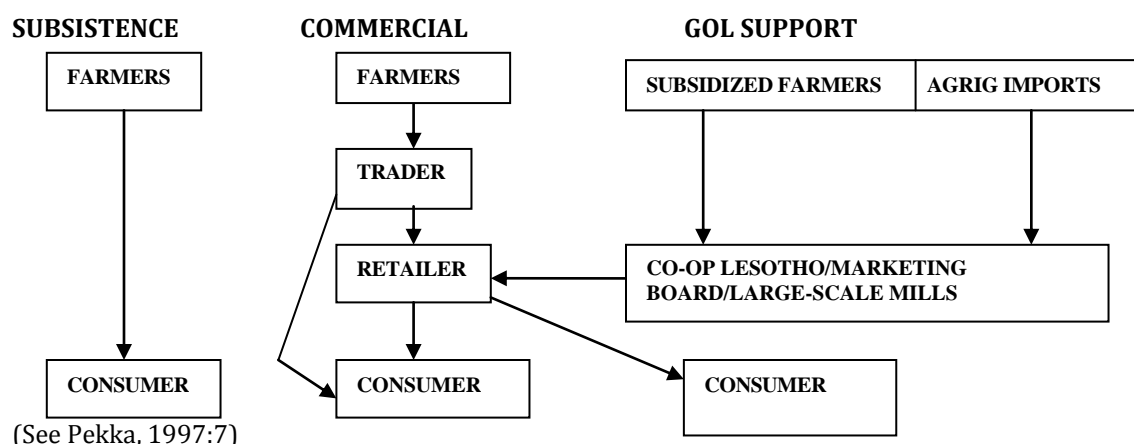 SUBSISTENCE COMMERCIAL GOL SUPPORT
FARMERS FARMERS SUBSIDIZED FARMERS AGRIG IMPORTS
TRADER
RETAILER CO-OP LESOTHO/MARKETING
BOARD/LARGE-SCALE MILLS
CONSUMER CONSUMER CONSUMER
(See Pekka, 1997:7)